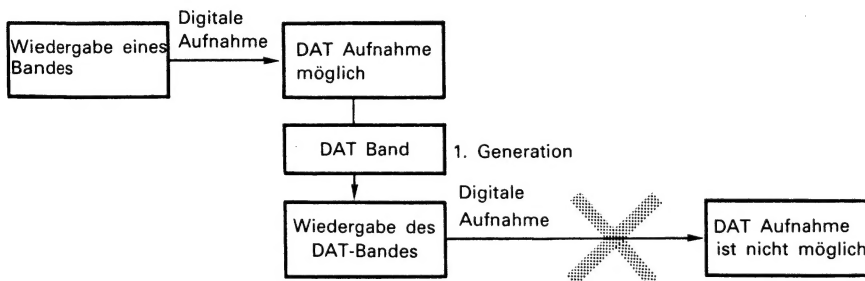 Digitale
Aufnahme
Wiedergabe eines
Bandes
DAT Aufnahme
möglich
DAT Band
1. Generation
Wiedergabe des
DAT-Bandes
Digitale
Aufnahme
DAT Aufnahme
ist nicht möglich